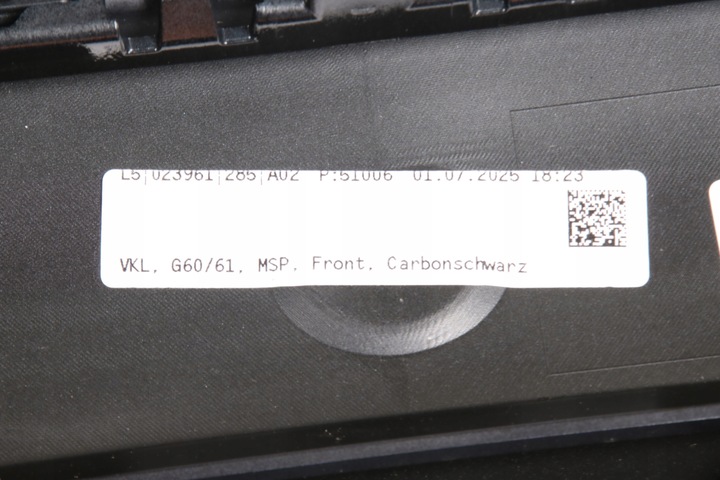 L5|023961|285|A02 P:51006 01.07.2025 18:23
VKL, G60/61, MSP. Front. Carbonschwarz